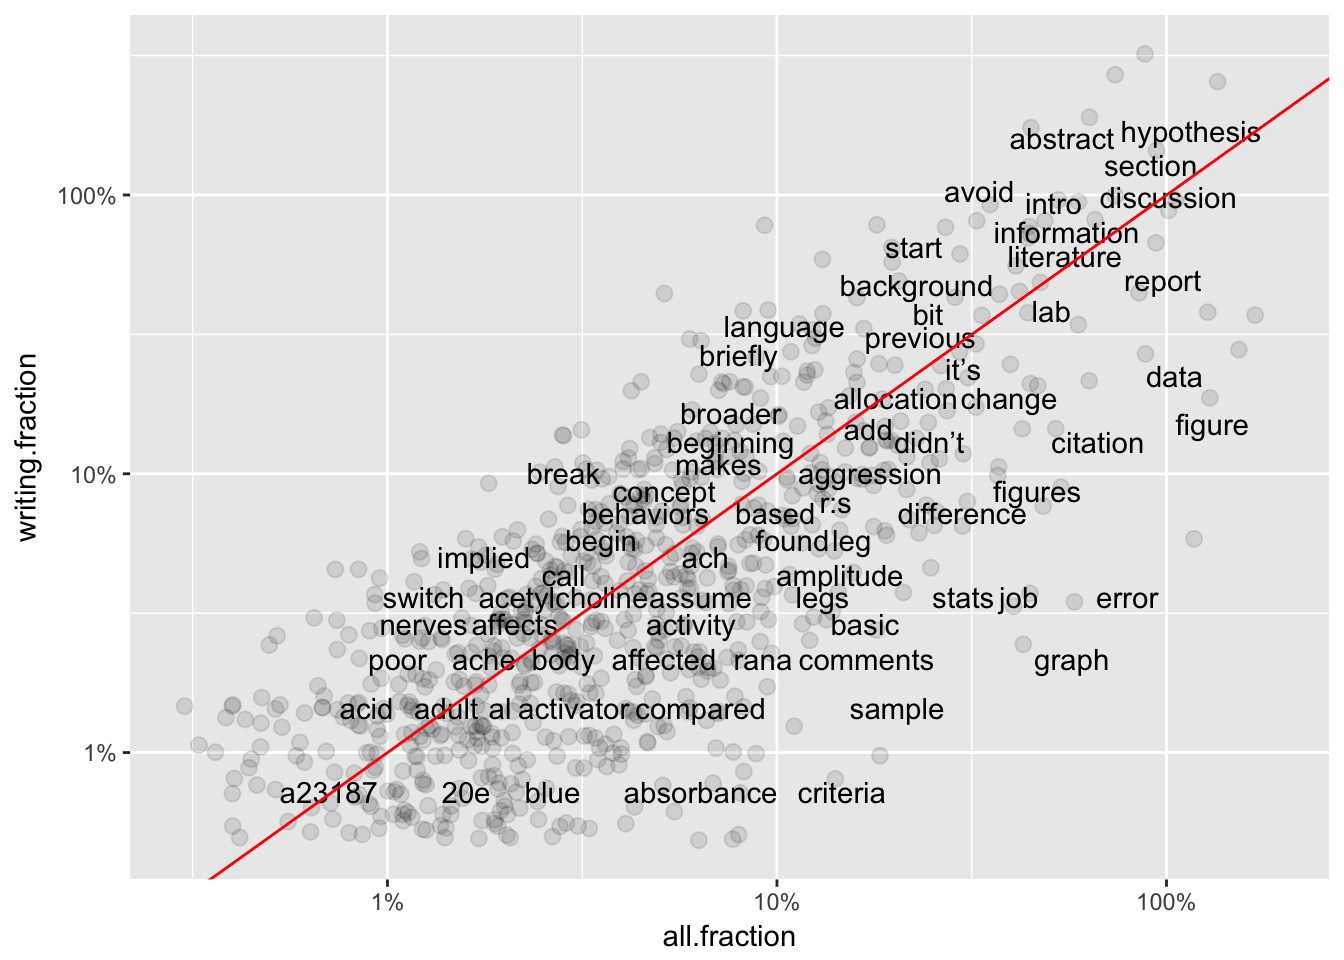 abstract hypothesis
section
100%
avoid
intro discussion
information
start
literature
background
report
bit
lab
language
previous
briefly
it’s
data
allocation change
broader
figure
add
beginning
didn’t
citation
makes
10%
break
aggression
concept
figures
r:s
behaviors
based
difference
begin
found leg
implied
ach
call
amplitude
switch acetylcholine assume legs stats job error
nerves affects activity basic
poor ache body affected rana comments graph
acid adult al activator compared sample
1%
a23187 20e blue absorbance criteria
1% 10% 100%
all.fraction
writing.fraction